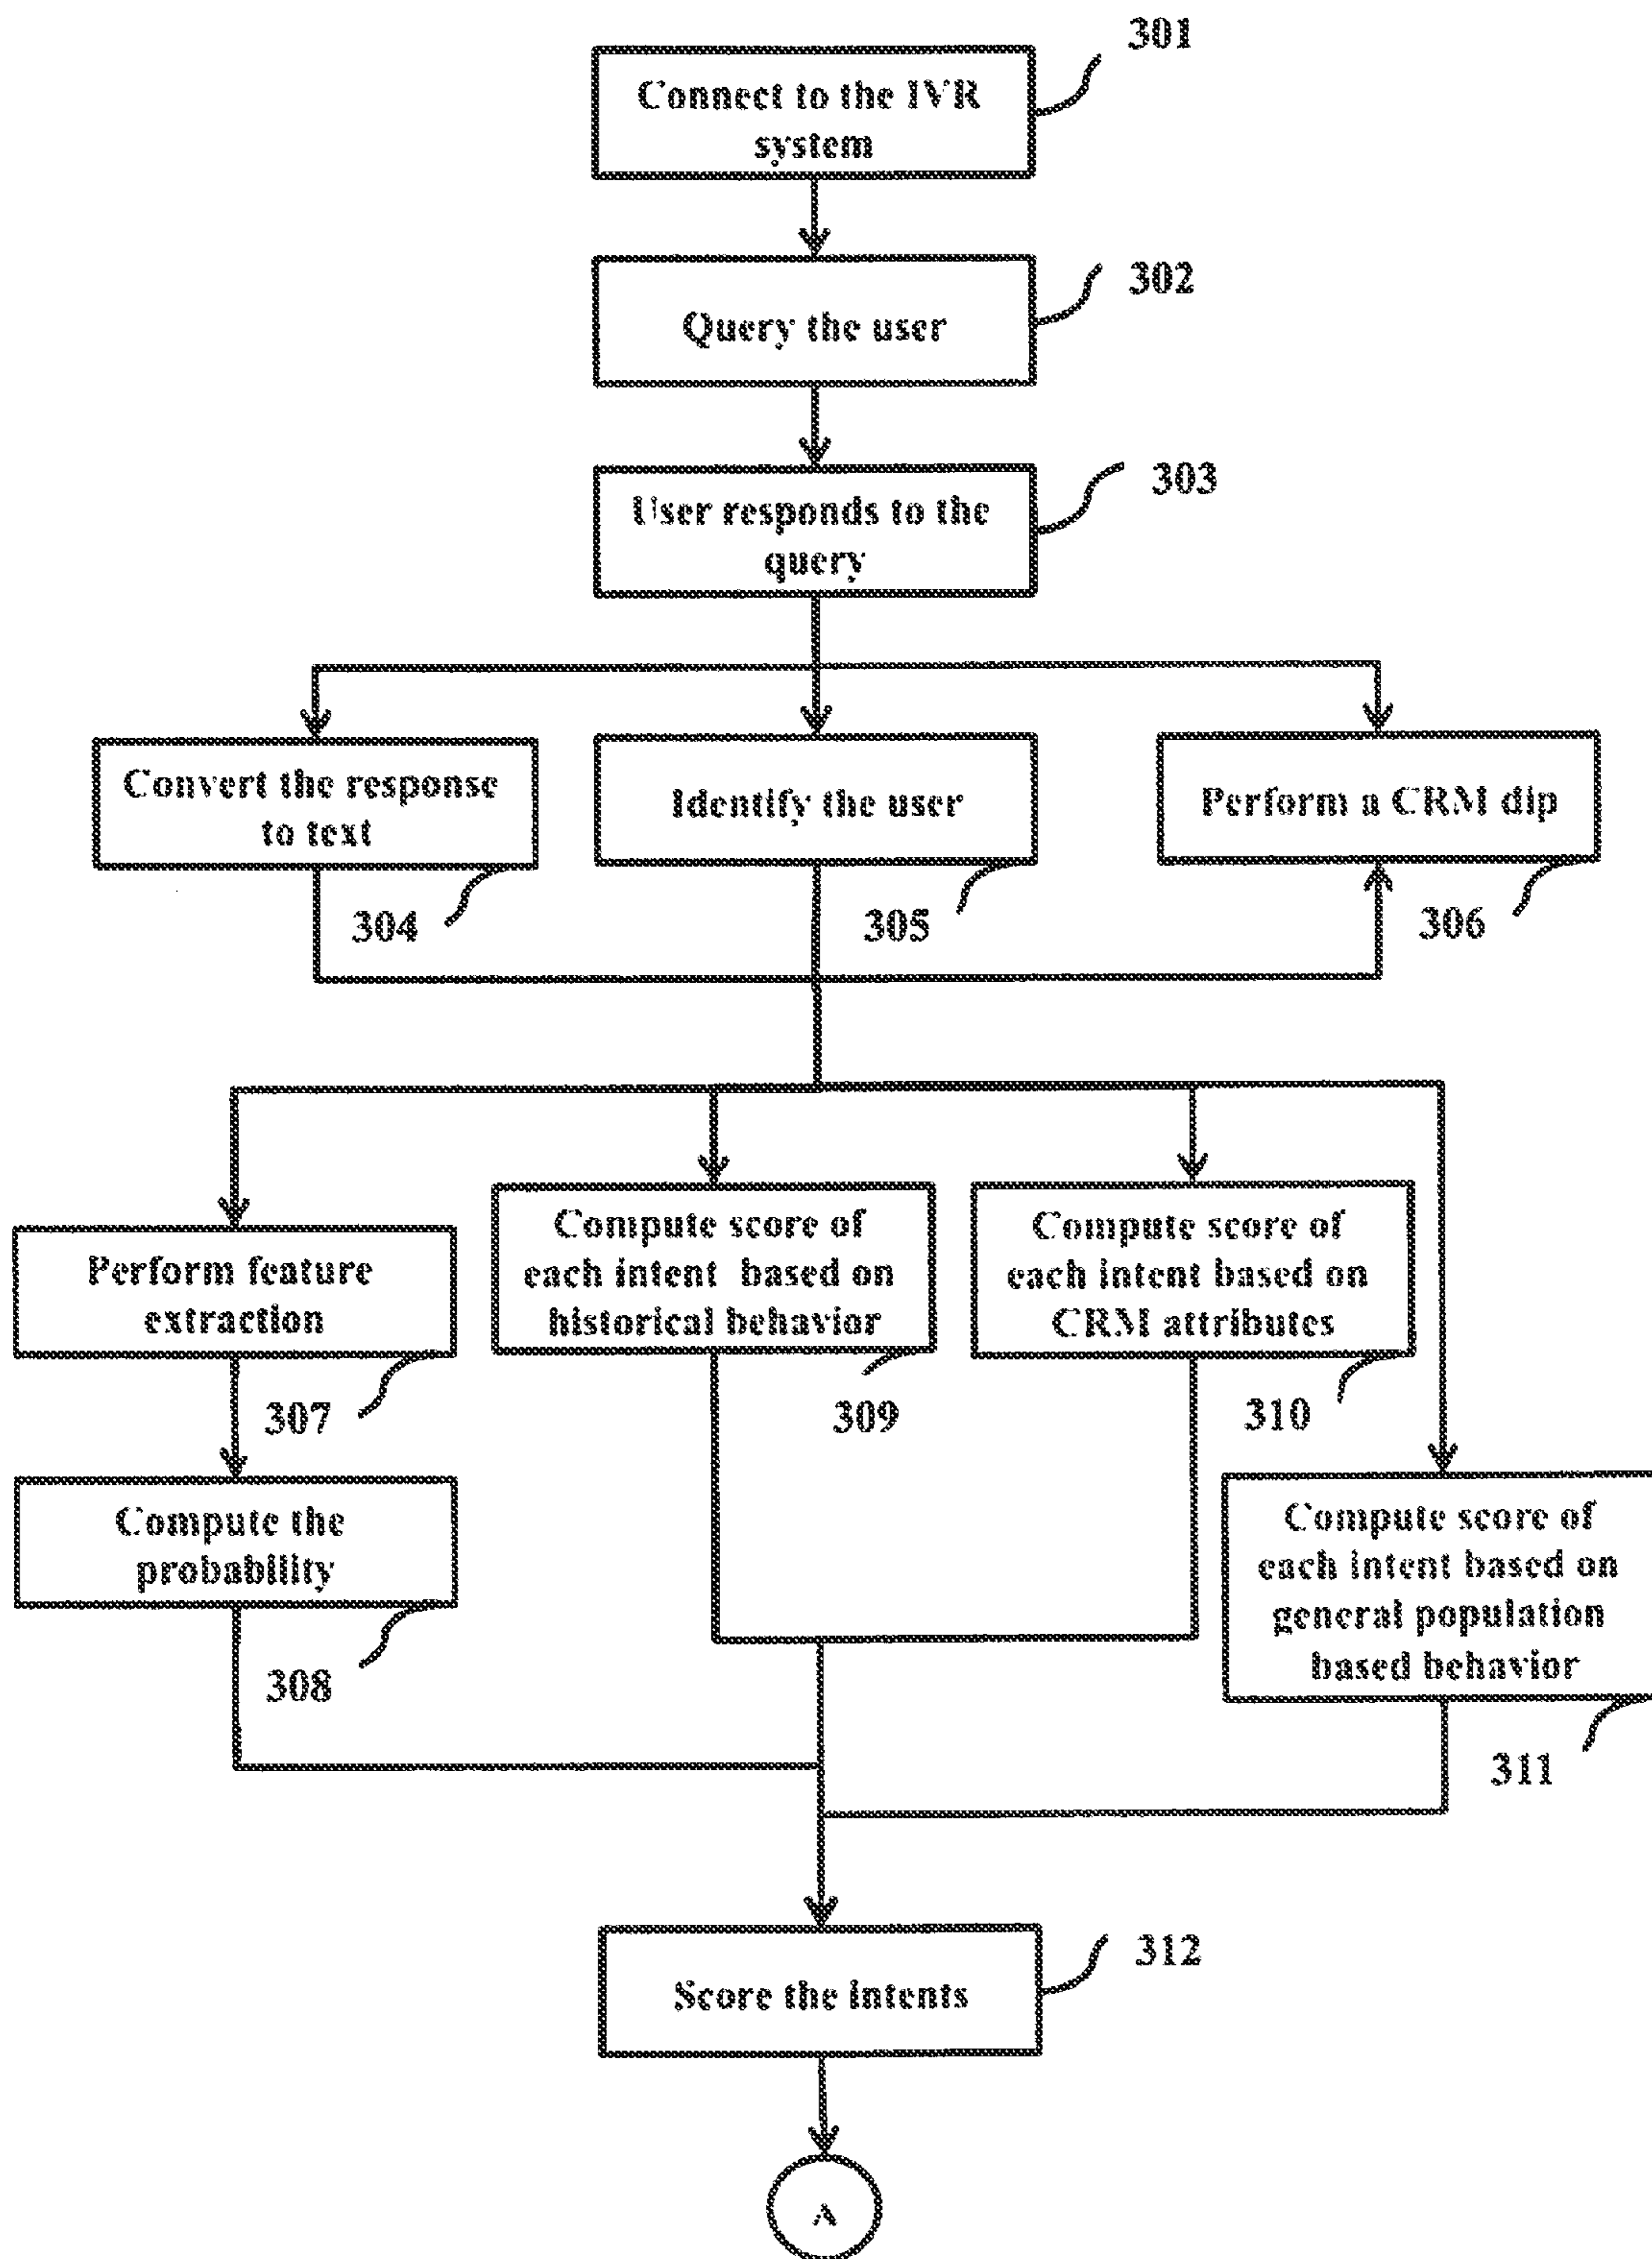 301
Connect to the IVR
system
302
Query the user
303
User responds to the
query
Convert the response
to text
304
Identify the user
305
Perform a CRM dip
306
Perform feature
extraction
307
Compute the
probability
308
Compute score of
each intent based on
historical behavior
309
Compute score of
each intent based on
CRM attributes
310
Compute score of
each intent based on
general population
based behavior
311
312
Score the intents
A